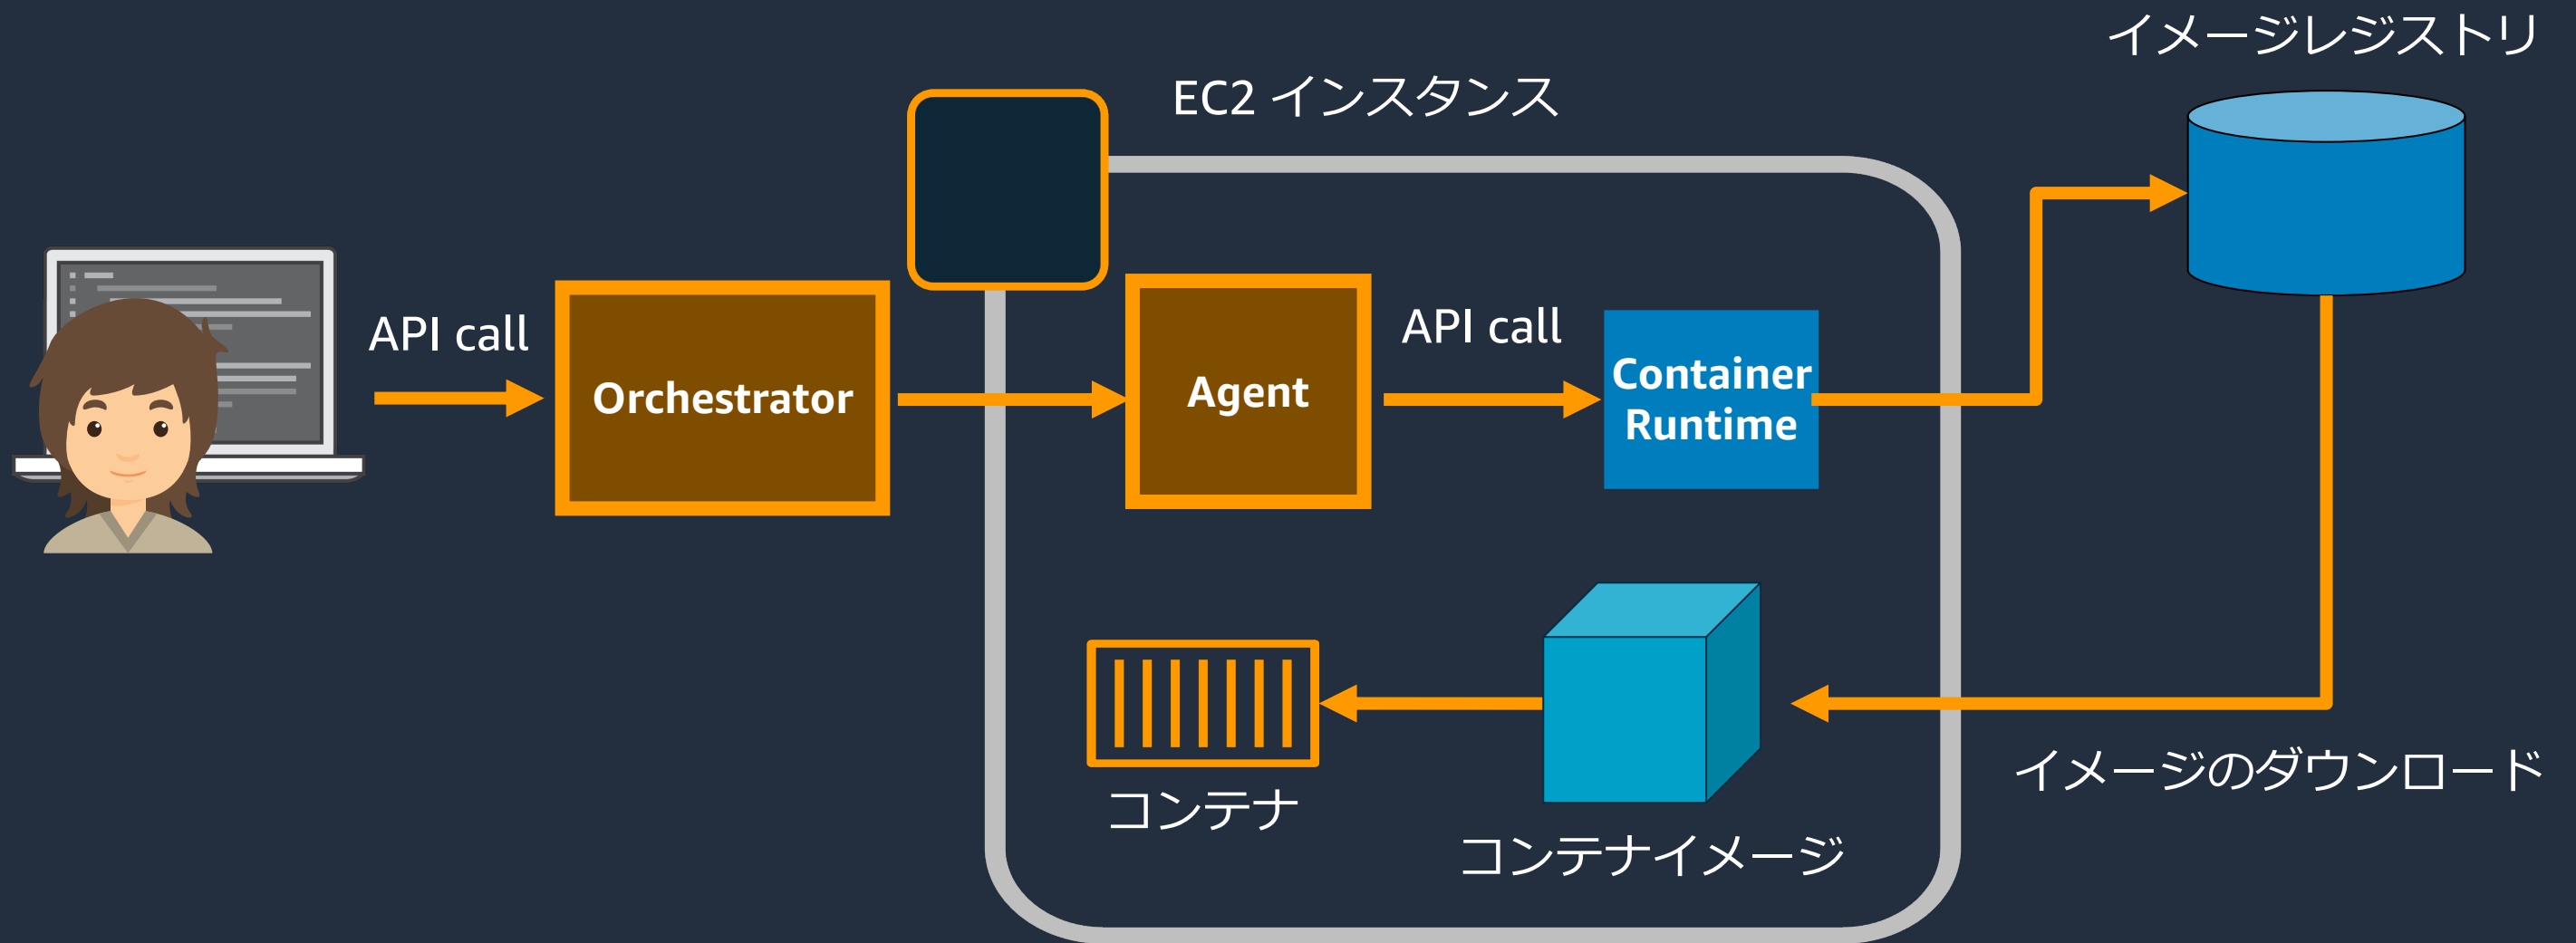 イメージレジストリ
EC2 インスタンス
API call
Orchestrator
Agent
API call
Container
Runtime
コンテナ
コンテナイメージ
イメージのダウンロード